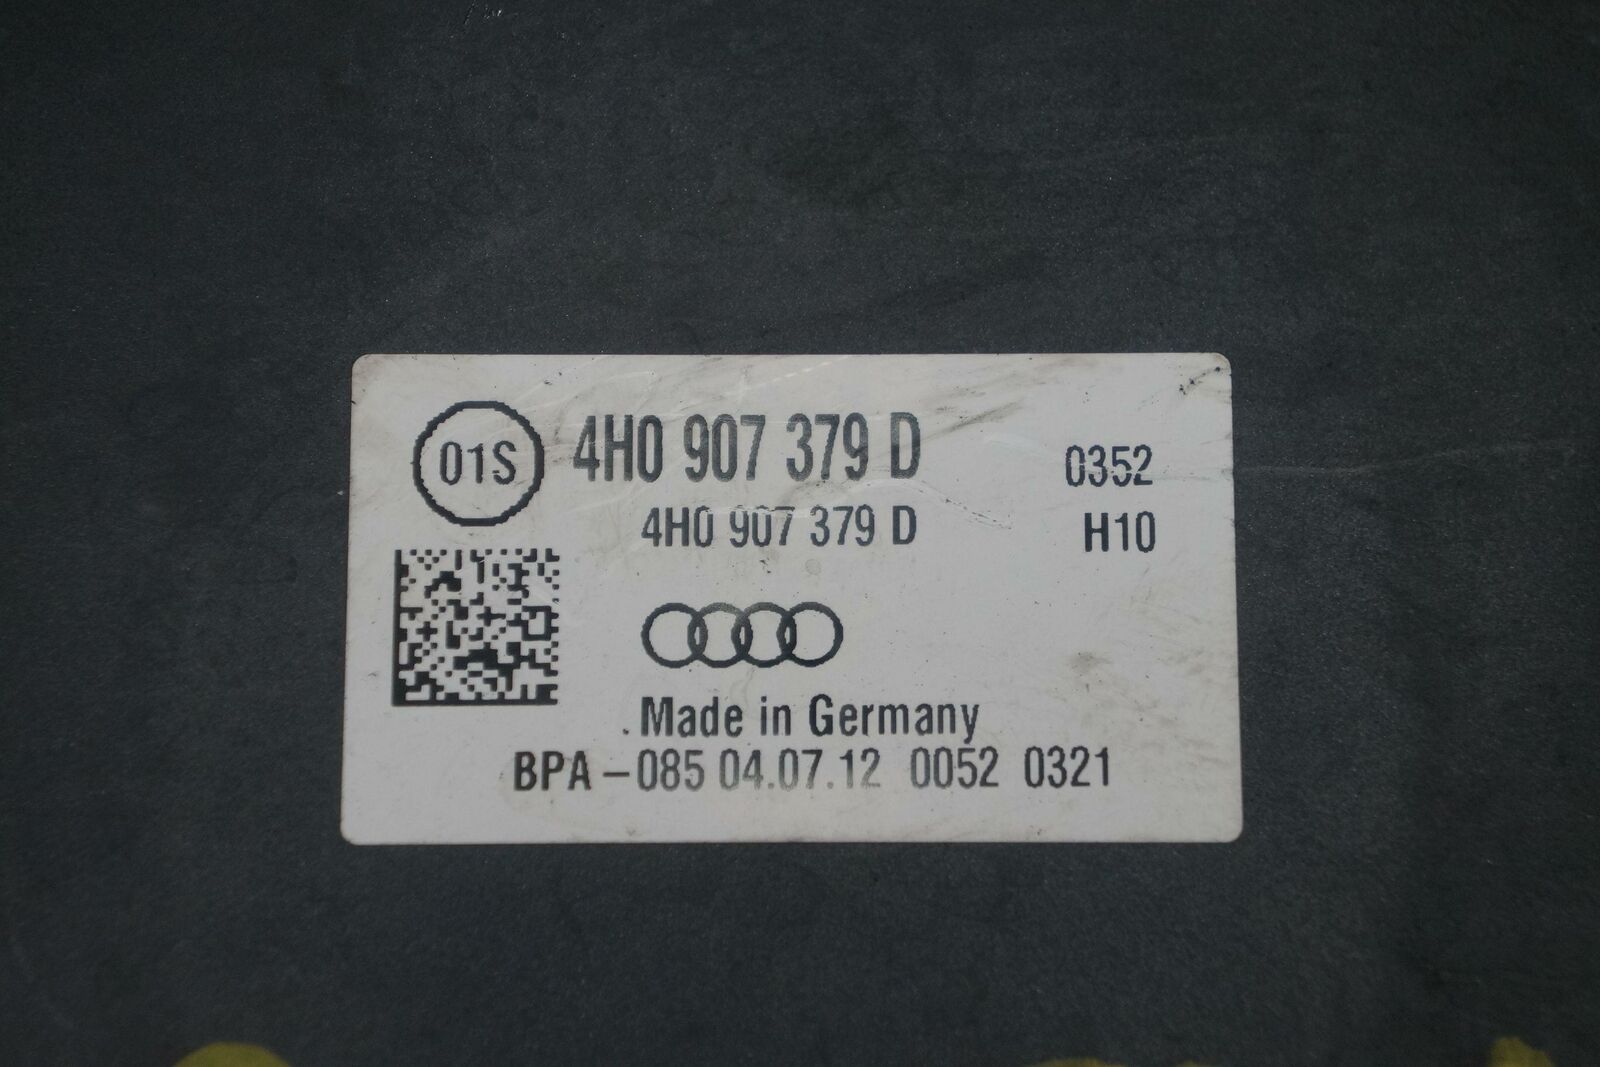 01S 4H0 907 379 D 0352
4H0 907 379 D H10
Made in Germany
BPA -085 04.07.12 0052 0321